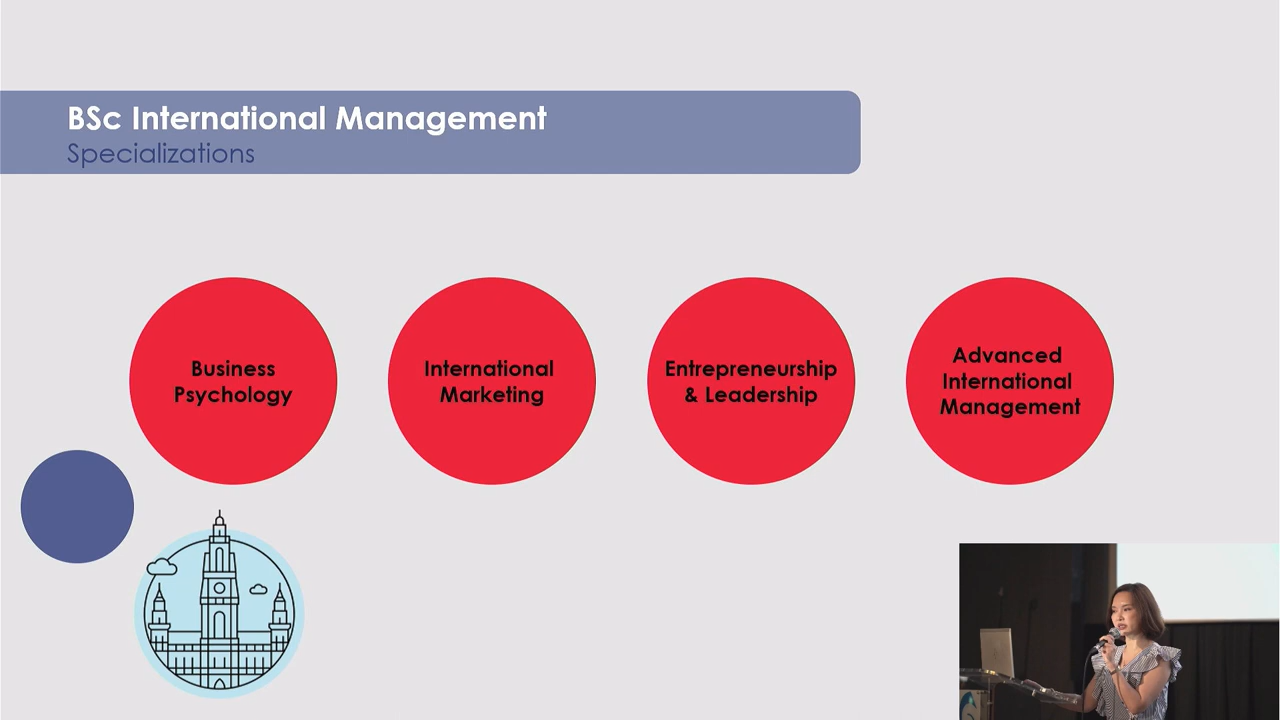 BSc International Management
Specializations
Business
Psychology
International
Marketing
Entrepreneurship
& Leadership
Advanced
International
Management